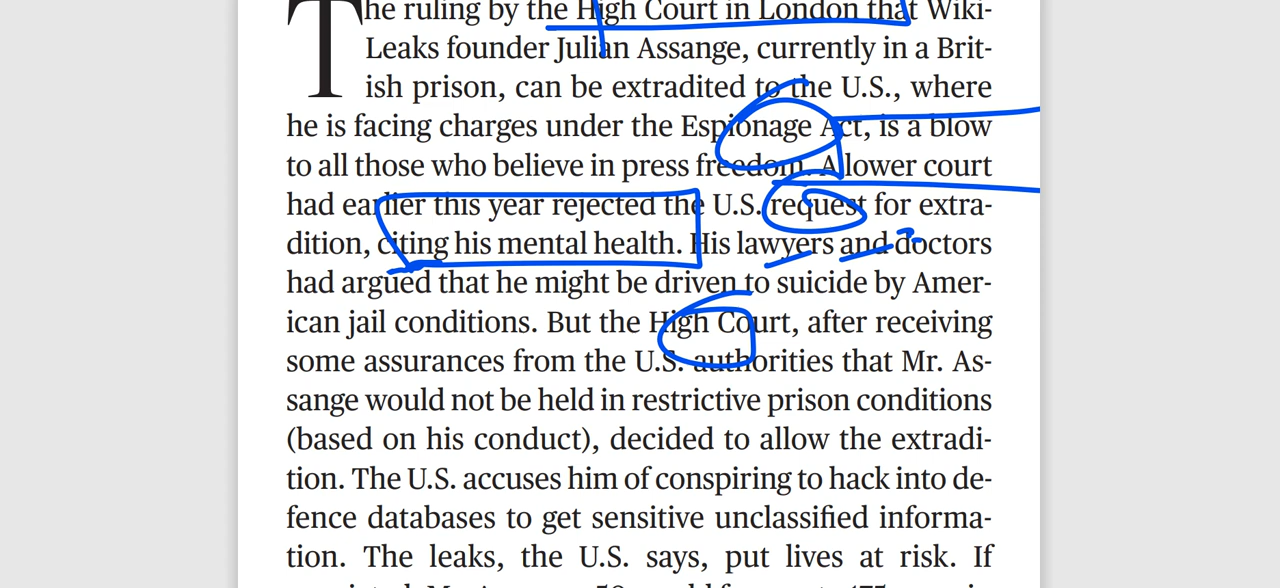 The ruling by the High Court in London that Wiki-
Leaks founder Julian Assange, currently in a Brit-
ish prison, can be extradited to the U.S., where
he is facing charges under the Espionage Act, is a blow
to all those who believe in press freedom. A lower court
had earlier this year rejected the U.S. request for extra-
dition, citing his mental health. His lawyers and doctors
had argued that he might be driven to suicide by Amer-
ican jail conditions. But the High Court, after receiving
some assurances from the U.S. authorities that Mr. As-
sange would not be held in restrictive prison conditions
(based on his conduct), decided to allow the extradi-
tion. The U.S. accuses him of conspiring to hack into de-
fence databases to get sensitive unclassified informa-
tion. The leaks, the U.S. says, put lives at risk. If